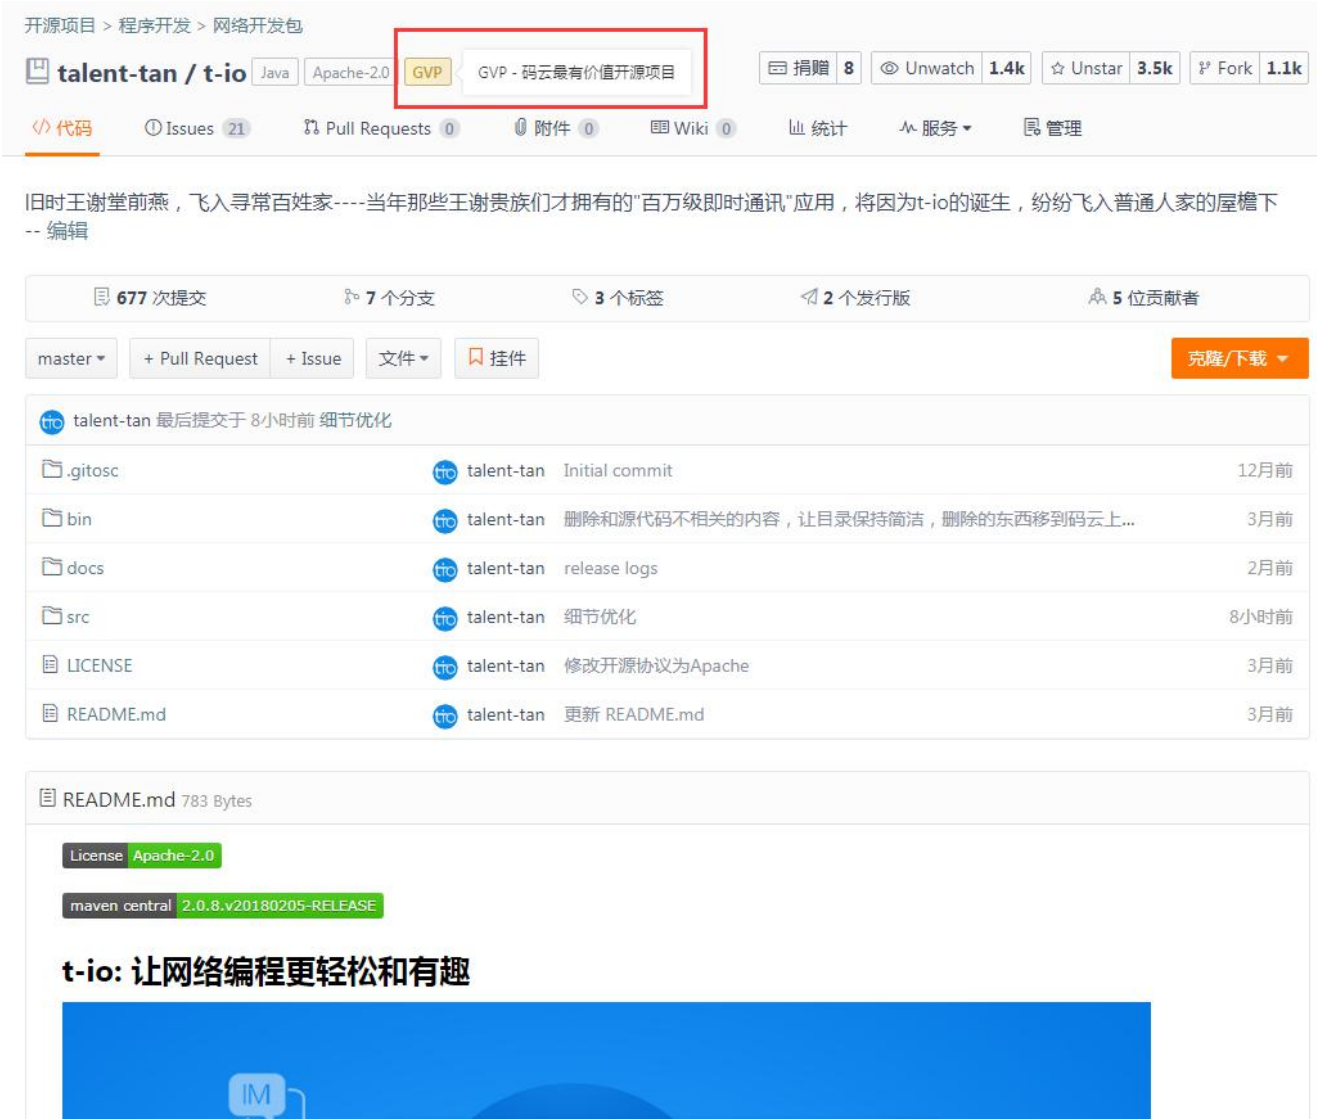 开源项目 > 程序开发 > 网络开发包
talent-tan / t-io Java Apache-2.0 GVP GVP - 码云最有价值开源项目 捐赠 8 Unwatch 1.4k Unstar 3.5k Fork 1.1k
</> 代码 Issues 21 Pull Requests 0 附件 0 Wiki 0 统计 服务 管理
旧时王谢堂前燕，飞入寻常百姓家----当年那些王谢贵族们才拥有的"百万级即时通讯"应用，将因为t-io的诞生，纷纷飞入普通人家的屋檐下
-- 编辑
677 次提交 7 个分支 3 个标签 2 个发行版 5 位贡献者
master + Pull Request + Issue 文件 挂件 克隆/下载
tio talent-tan 最后提交于 8小时前 细节优化
.gitosc tio talent-tan Initial commit 12月前
bin tio talent-tan 删除和源代码不相关的内容，让目录保持简洁，删除的东西移到码云上... 3月前
docs tio talent-tan release logs 2月前
src tio talent-tan 细节优化 8小时前
LICENSE tio talent-tan 修改开源协议为Apache 3月前
README.md tio talent-tan 更新 README.md 3月前
README.md 783 Bytes
License Apache-2.0
maven central 2.0.8.v20180205-RELEASE
t-io: 让网络编程更轻松和有趣
IM